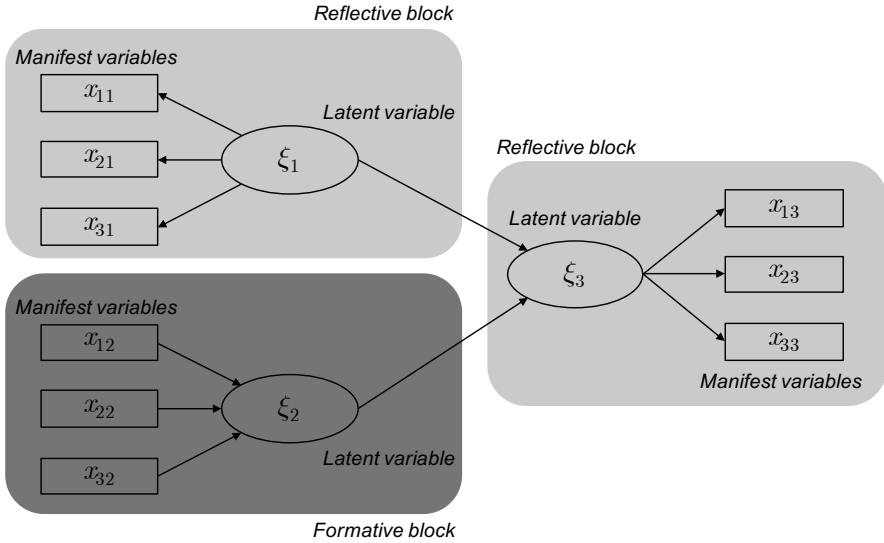 Reflective block
Manifest variables
x₁₁
Latent variable
x₂₁
ξ₁
x₃₁
Reflective block
Latent variable
x₁₃
ξ₃
x₂₃
x₃₃
Manifest variables
Manifest variables
x₁₂
x₂₂
ξ₂
Latent variable
x₃₂
Formative block